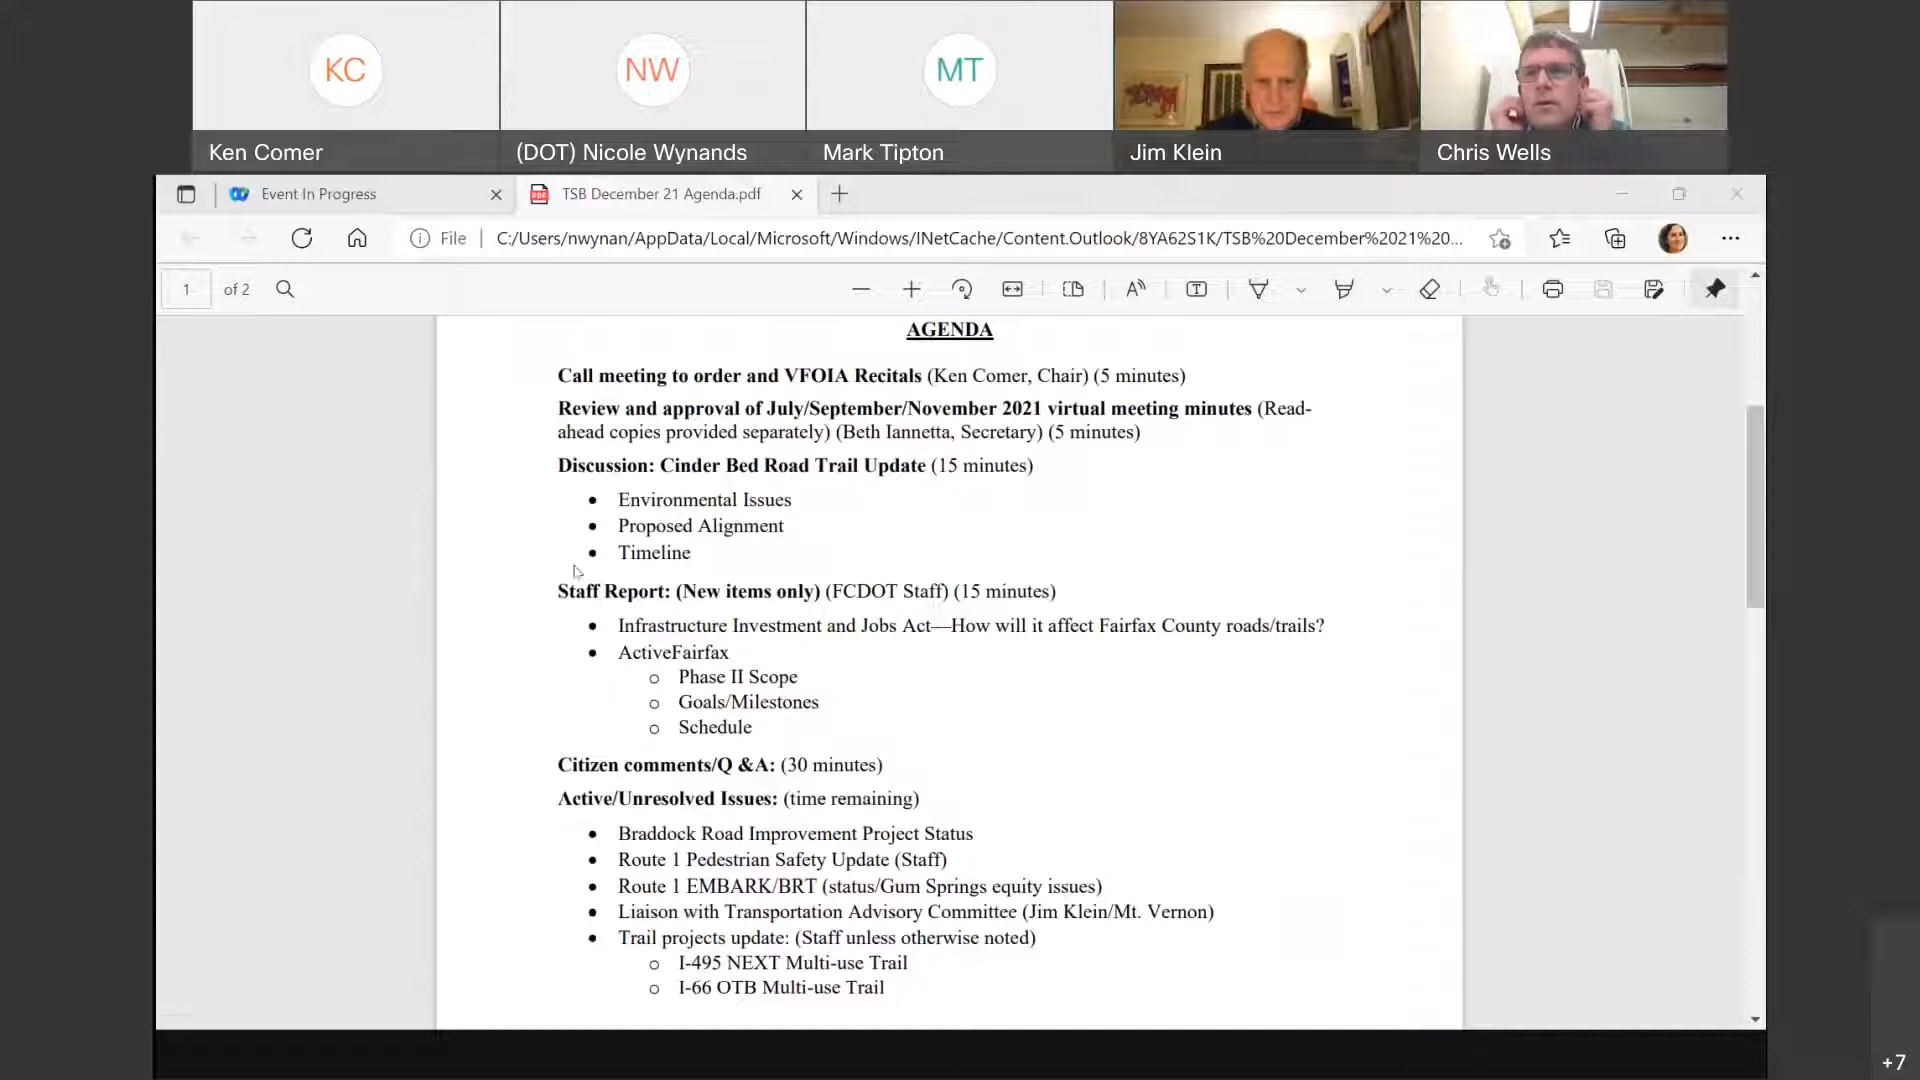 KC
NW
MT
Ken Comer
(DOT) Nicole Wynands
Mark Tipton
Jim Klein
Chris Wells
Event In Progress
TSB December 21 Agenda.pdf
File
C:/Users/nwynan/AppData/Local/Microsoft/Windows/INetCache/Content.Outlook/8YA62S1K/TSB%20December%2021%20...
1 of 2
AGENDA
Call meeting to order and VFOIA Recitals (Ken Comer, Chair) (5 minutes)
Review and approval of July/September/November 2021 virtual meeting minutes (Read-
ahead copies provided separately) (Beth Iannetta, Secretary) (5 minutes)
Discussion: Cinder Bed Road Trail Update (15 minutes)
• Environmental Issues
• Proposed Alignment
• Timeline
Staff Report: (New items only) (FCDOT Staff) (15 minutes)
• Infrastructure Investment and Jobs Act—How will it affect Fairfax County roads/trails?
• ActiveFairfax
o Phase II Scope
o Goals/Milestones
o Schedule
Citizen comments/Q &A: (30 minutes)
Active/Unresolved Issues: (time remaining)
• Braddock Road Improvement Project Status
• Route 1 Pedestrian Safety Update (Staff)
• Route 1 EMBARK/BRT (status/Gum Springs equity issues)
• Liaison with Transportation Advisory Committee (Jim Klein/Mt. Vernon)
• Trail projects update: (Staff unless otherwise noted)
o I-495 NEXT Multi-use Trail
o I-66 OTB Multi-use Trail
+7